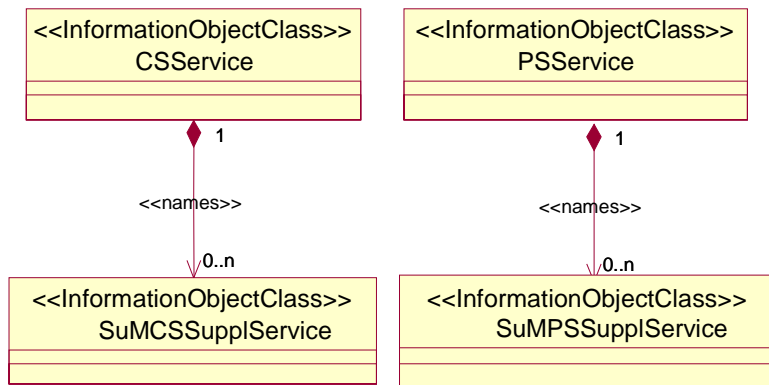 <<InformationObjectClass>>
CSService
<<InformationObjectClass>>
PSService
1
1
<<names>>
<<names>>
0..n
0..n
<<InformationObjectClass>>
SuMCSSupplService
<<InformationObjectClass>>
SuMPSSupplService